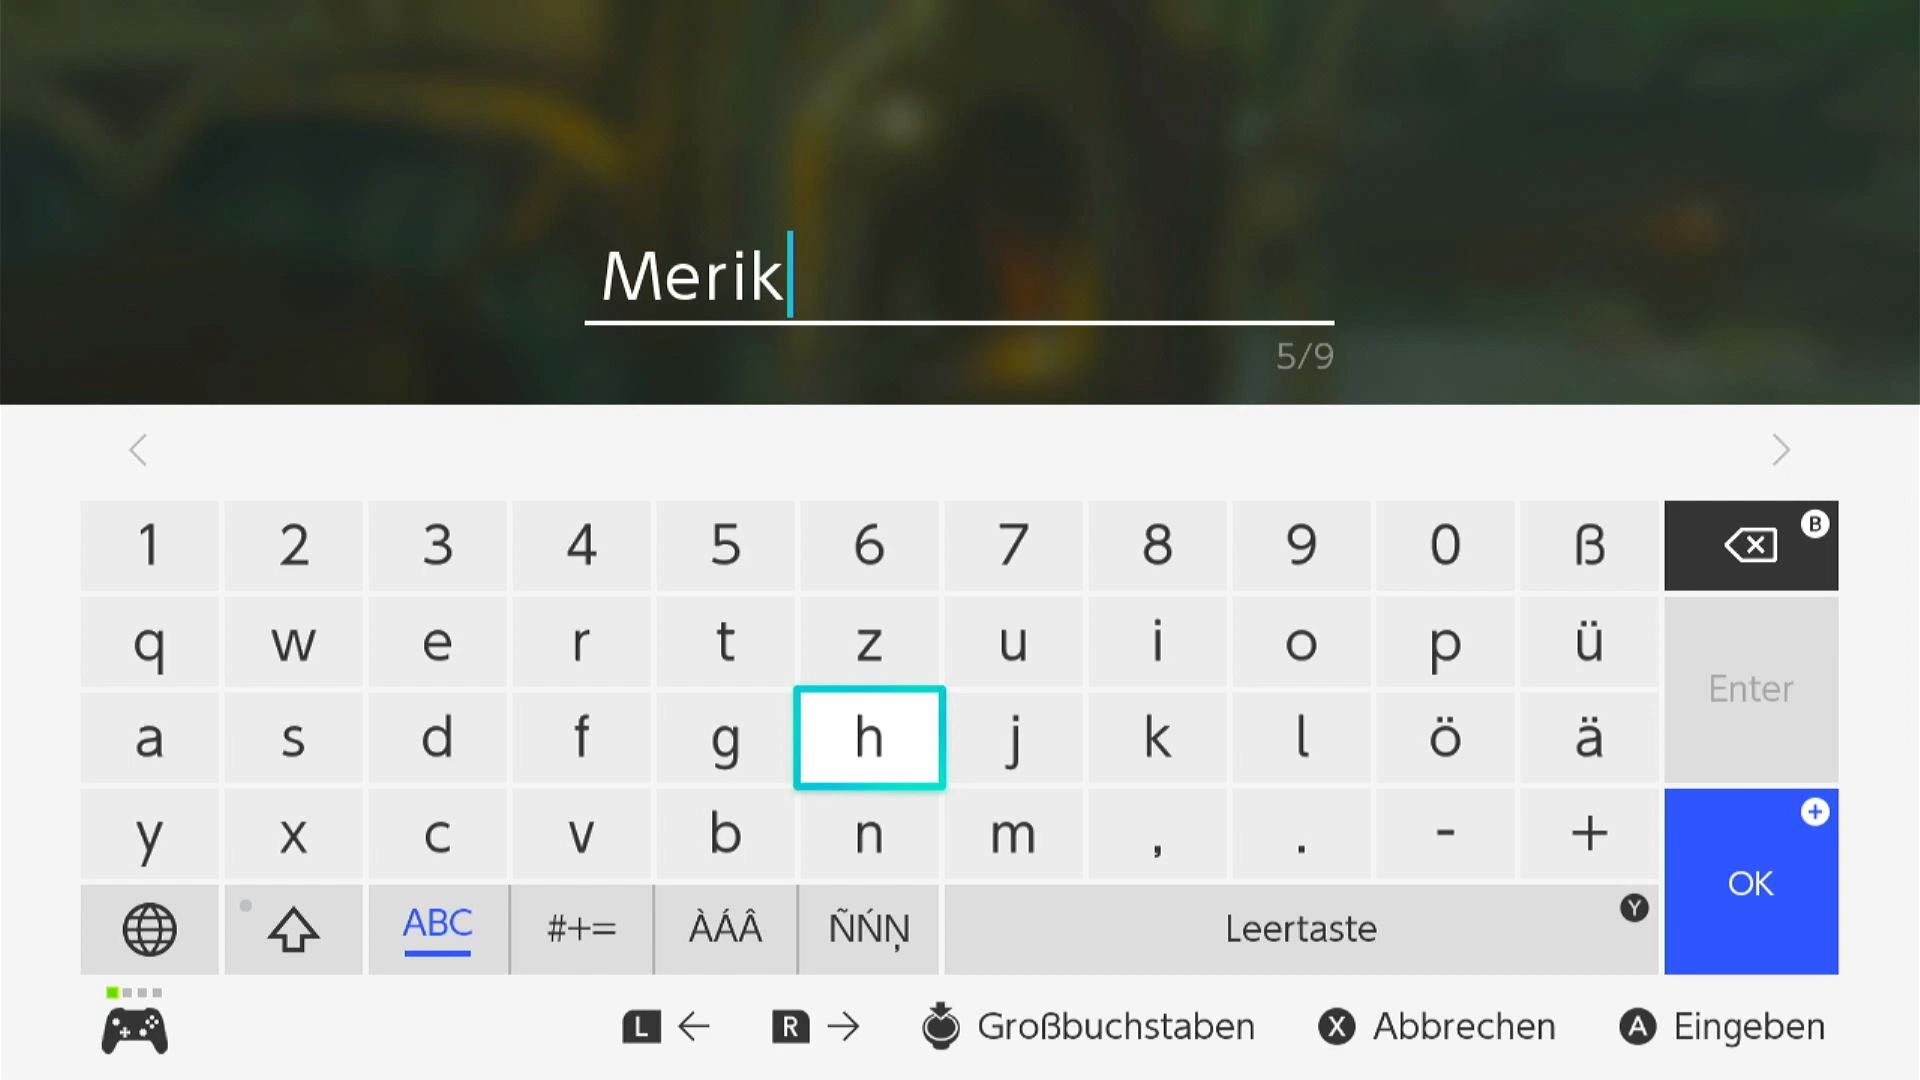 Merik
5/9
1 2 3 4 5 6 7 8 9 0 ß B
q w e r t z u i o p ü Enter
a s d f g h j k l ö ä
y x c v b n m , . - + OK
ABC #+= ÀÁÂ ÑŃŅ Leertaste Y
L ← R → Großbuchstaben X Abbrechen A Eingeben